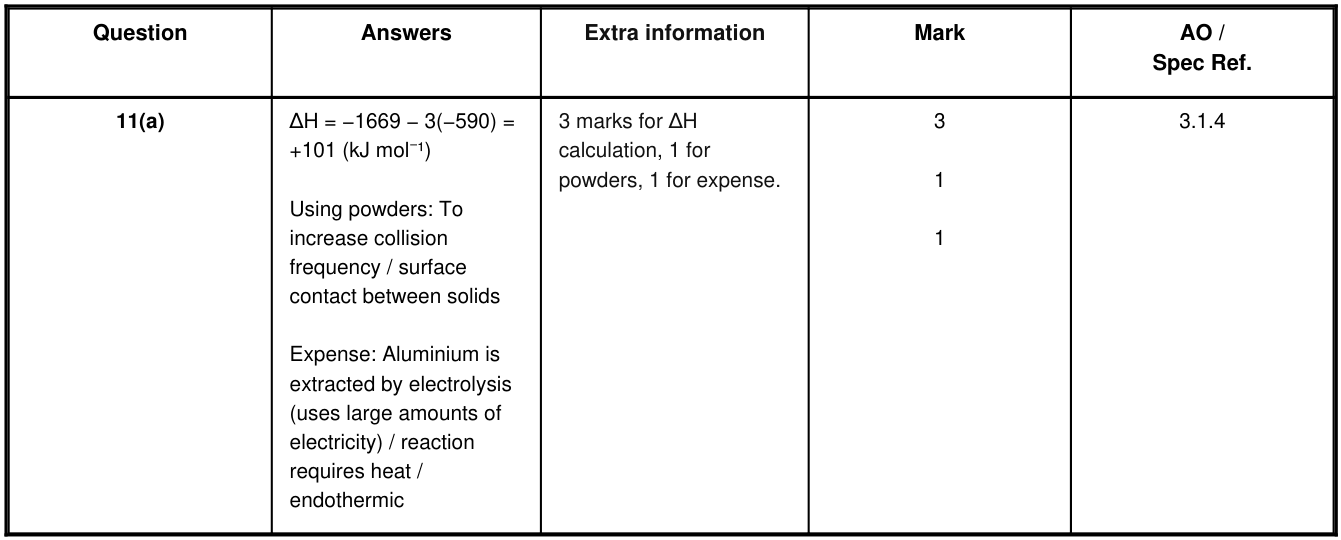 Question
Answers
Extra information
Mark
AO /
Spec Ref.
11(a)
ΔH = −1669 − 3(−590) =
+101 (kJ mol⁻¹)
Using powders: To
increase collision
frequency / surface
contact between solids
Expense: Aluminium is
extracted by electrolysis
(uses large amounts of
electricity) / reaction
requires heat /
endothermic
3 marks for ΔH
calculation, 1 for
powders, 1 for expense.
3
1
1
3.1.4